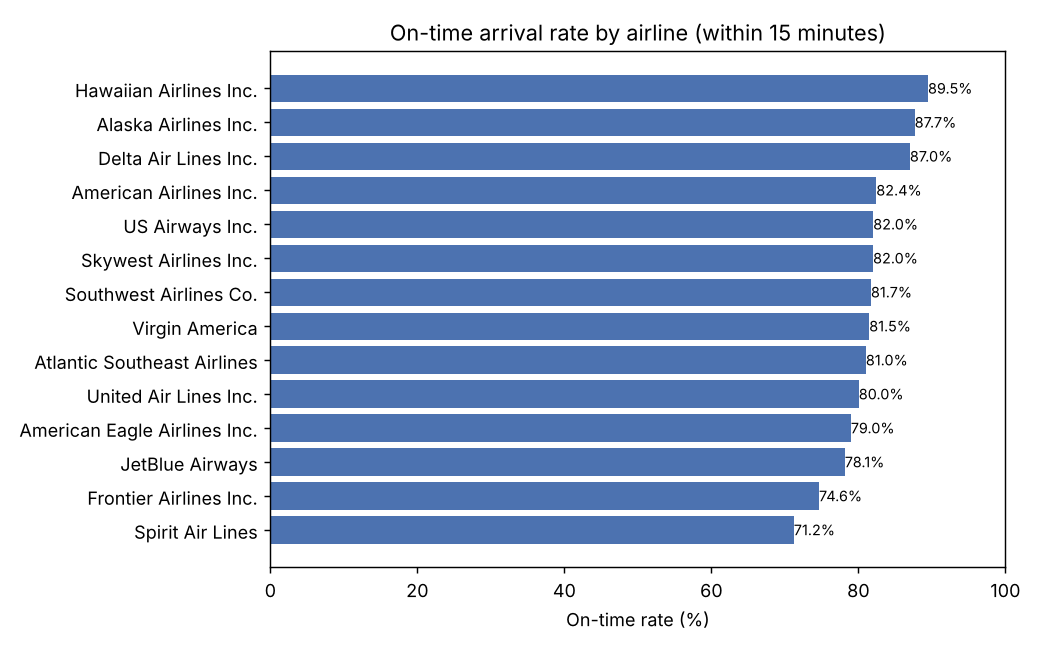 On-time arrival rate by airline (within 15 minutes)
Hawaiian Airlines Inc. 89.5%
Alaska Airlines Inc. 87.7%
Delta Air Lines Inc. 87.0%
American Airlines Inc. 82.4%
US Airways Inc. 82.0%
Skywest Airlines Inc. 82.0%
Southwest Airlines Co. 81.7%
Virgin America 81.5%
Atlantic Southeast Airlines 81.0%
United Air Lines Inc. 80.0%
American Eagle Airlines Inc. 79.0%
JetBlue Airways 78.1%
Frontier Airlines Inc. 74.6%
Spirit Air Lines 71.2%
0 20 40 60 80 100
On-time rate (%)